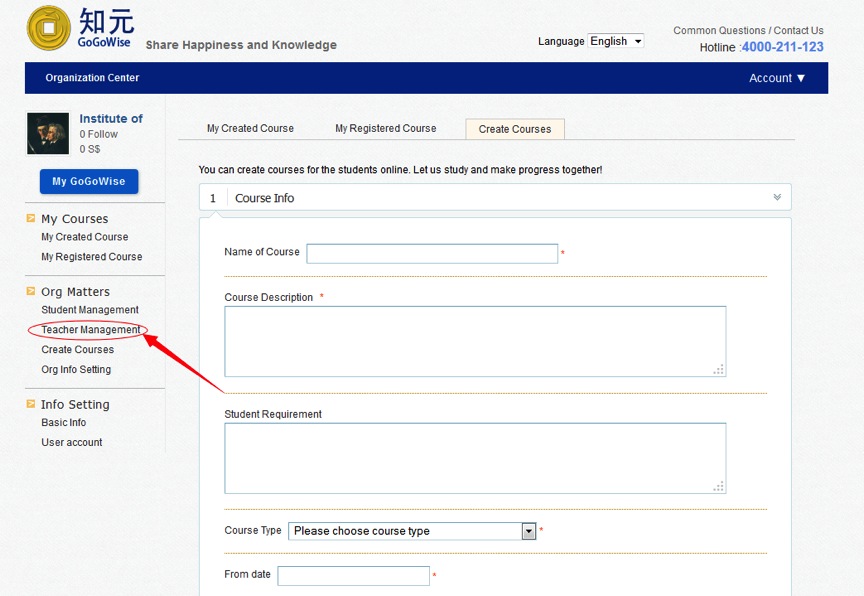 知元
GoGoWise
Share Happiness and Knowledge
Language English
Common Questions / Contact Us
Hotline :4000-211-123
Organization Center
Account ▼
Institute of
0 Follow
0 S$
My GoGoWise
My Courses
My Created Course
My Registered Course
Org Matters
Student Management
Teacher Management
Create Courses
Org Info Setting
Info Setting
Basic Info
User account
My Created Course
My Registered Course
Create Courses
You can create courses for the students online. Let us study and make progress together!
1 Course Info
Name of Course *
Course Description *
Student Requirement
Course Type Please choose course type *
From date *